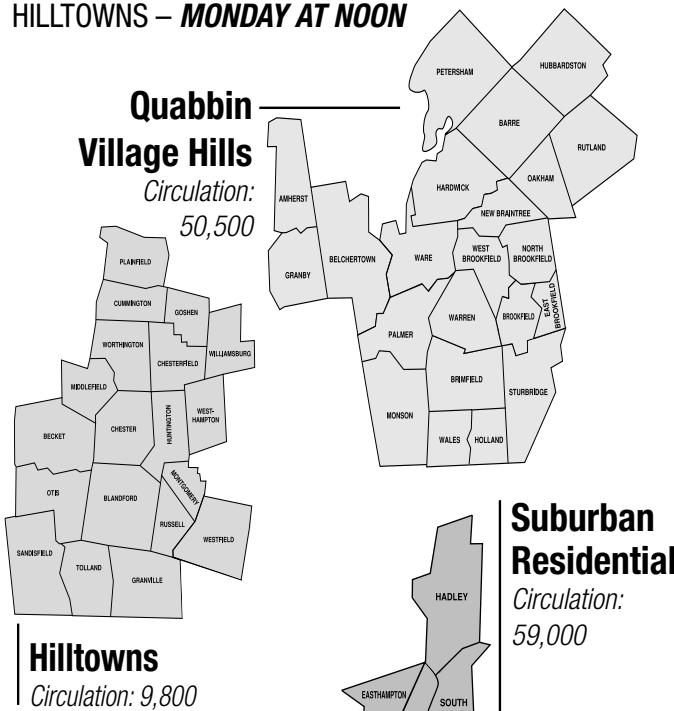 HILLTOWNS – MONDAY AT NOON
Quabbin
Village Hills
Circulation:
50,500
PETERSHAM
HUBBARDSTON
BARRE
RUTLAND
OAKHAM
HARDWICK
NEW BRAINTREE
AMHERST
BELCHERTOWN
GRANBY
WARE
WEST
BROOKFIELD
NORTH
BROOKFIELD
EAST
BROOKFIELD
BROOKFIELD
WARREN
PALMER
BRIMFIELD
STURBRIDGE
MONSON
WALES
HOLLAND
PLAINFIELD
CUMMINGTON
GOSHEN
WORTHINGTON
CHESTERFIELD
WILLIAMSBURG
MIDDLEFIELD
BECKET
CHESTER
HUNTINGTON
WEST-
HAMPTON
OTIS
BLANDFORD
MONTGOMERY
RUSSELL
WESTFIELD
SANDISFIELD
TOLLAND
GRANVILLE
Hilltowns
Circulation: 9,800
Suburban
Residential
Circulation:
59,000
HADLEY
EASTHAMPTON
SOUTH